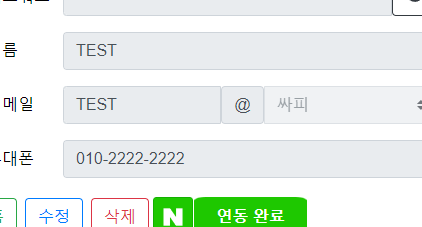 름 TEST
메일 TEST @ 싸피
대폰 010-2222-2222
수정 삭제 N 연동 완료